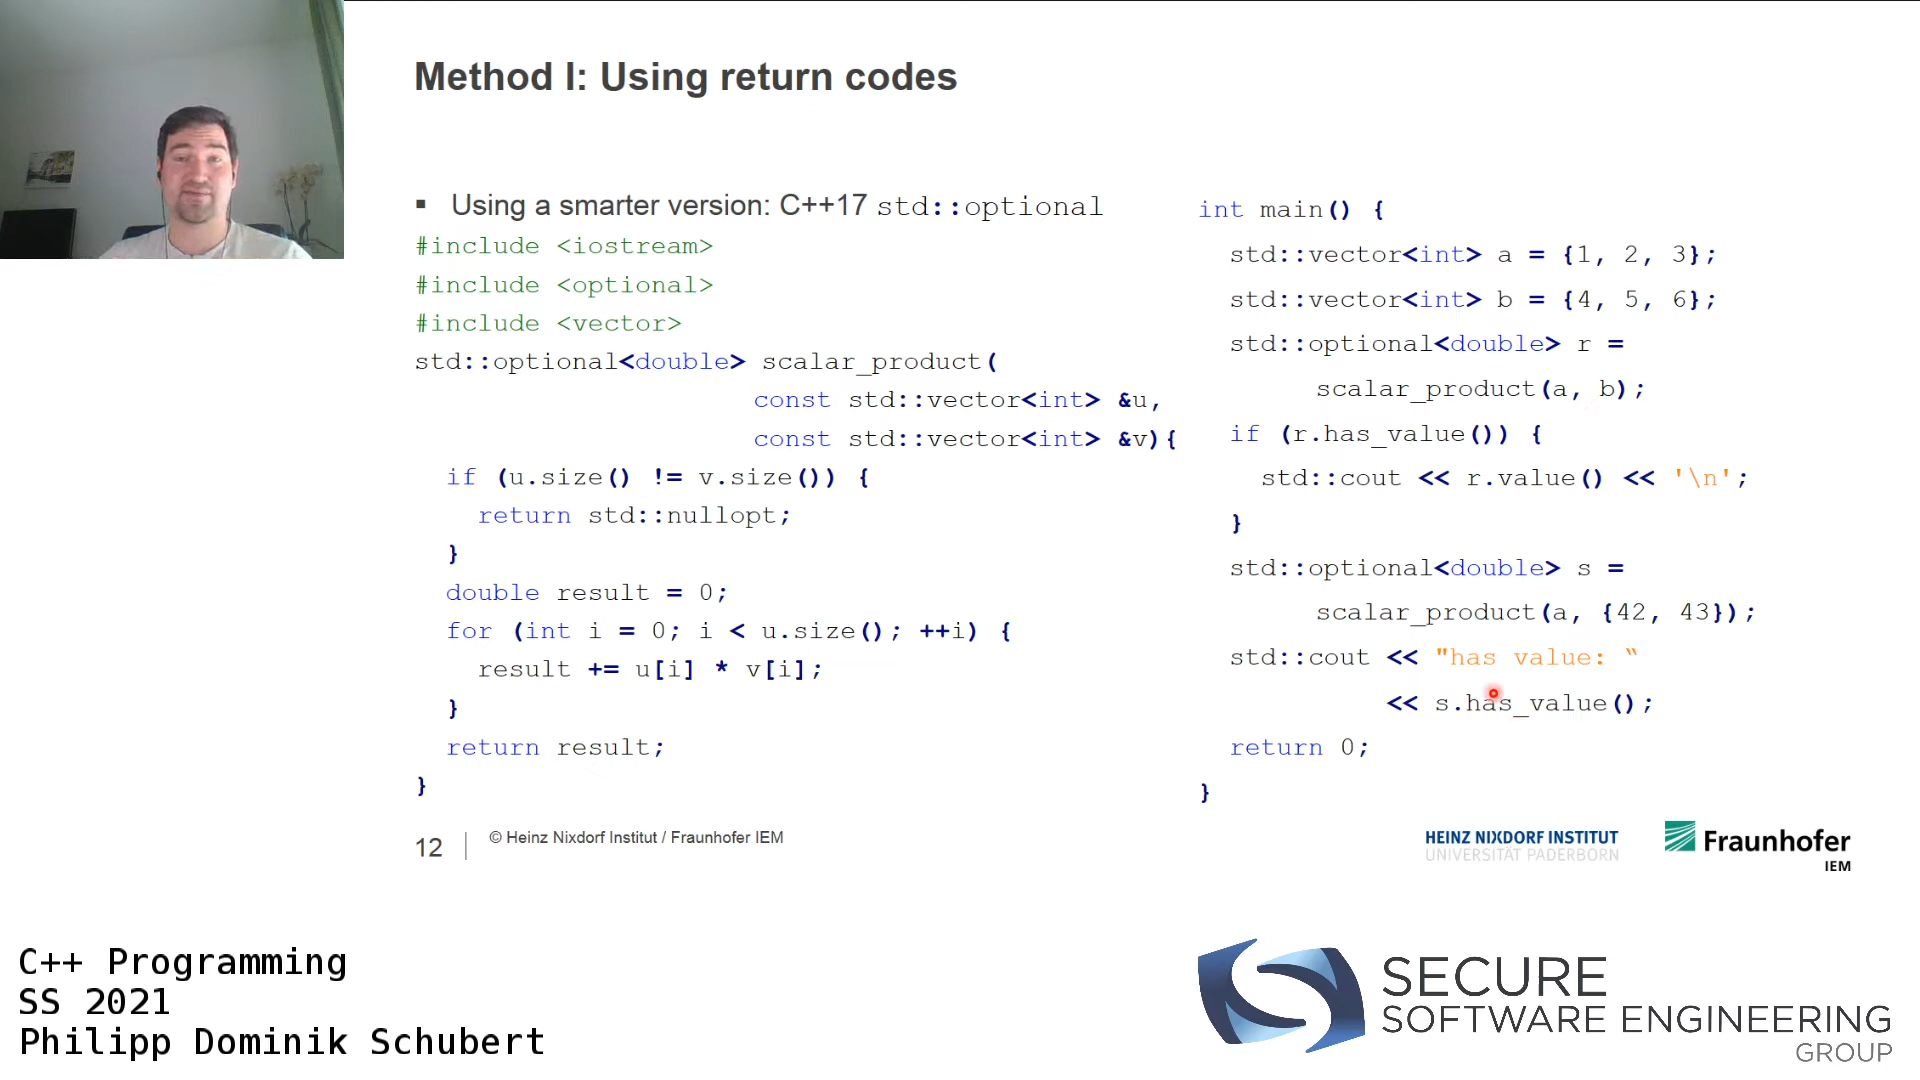 Method I: Using return codes
▪ Using a smarter version: C++17 std::optional
#include <iostream>
#include <optional>
#include <vector>
std::optional<double> scalar_product(
const std::vector<int> &u,
const std::vector<int> &v){
if (u.size() != v.size()) {
return std::nullopt;
}
double result = 0;
for (int i = 0; i < u.size(); ++i) {
result += u[i] * v[i];
}
return result;
}
int main() {
std::vector<int> a = {1, 2, 3};
std::vector<int> b = {4, 5, 6};
std::optional<double> r =
scalar_product(a, b);
if (r.has_value()) {
std::cout << r.value() << '\n';
}
std::optional<double> s =
scalar_product(a, {42, 43});
std::cout << "has value: “
<< s.has_value();
return 0;
}
12
© Heinz Nixdorf Institut / Fraunhofer IEM
HEINZ NIXDORF INSTITUT
UNIVERSITÄT PADERBORN
Fraunhofer
IEM
C++ Programming
SS 2021
Philipp Dominik Schubert
SECURE
SOFTWARE ENGINEERING
GROUP